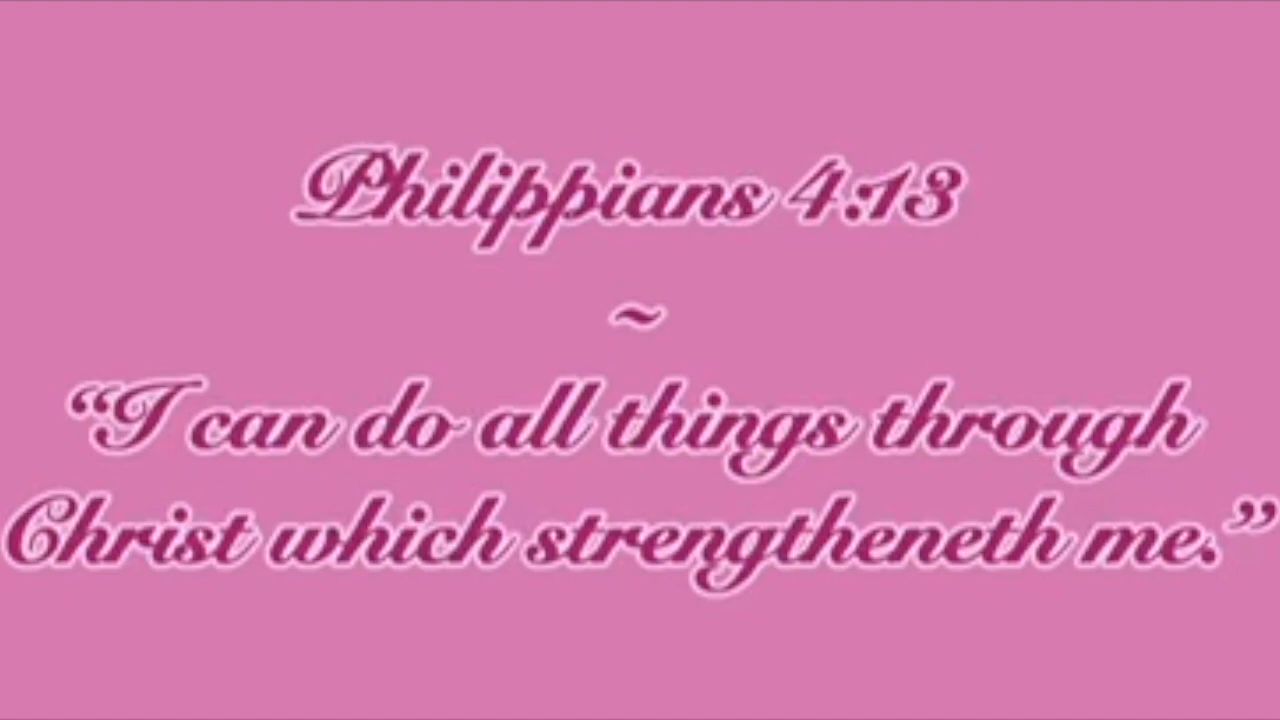 Philippians 4:13
~
“I can do all things through
Christ which strengtheneth me.”